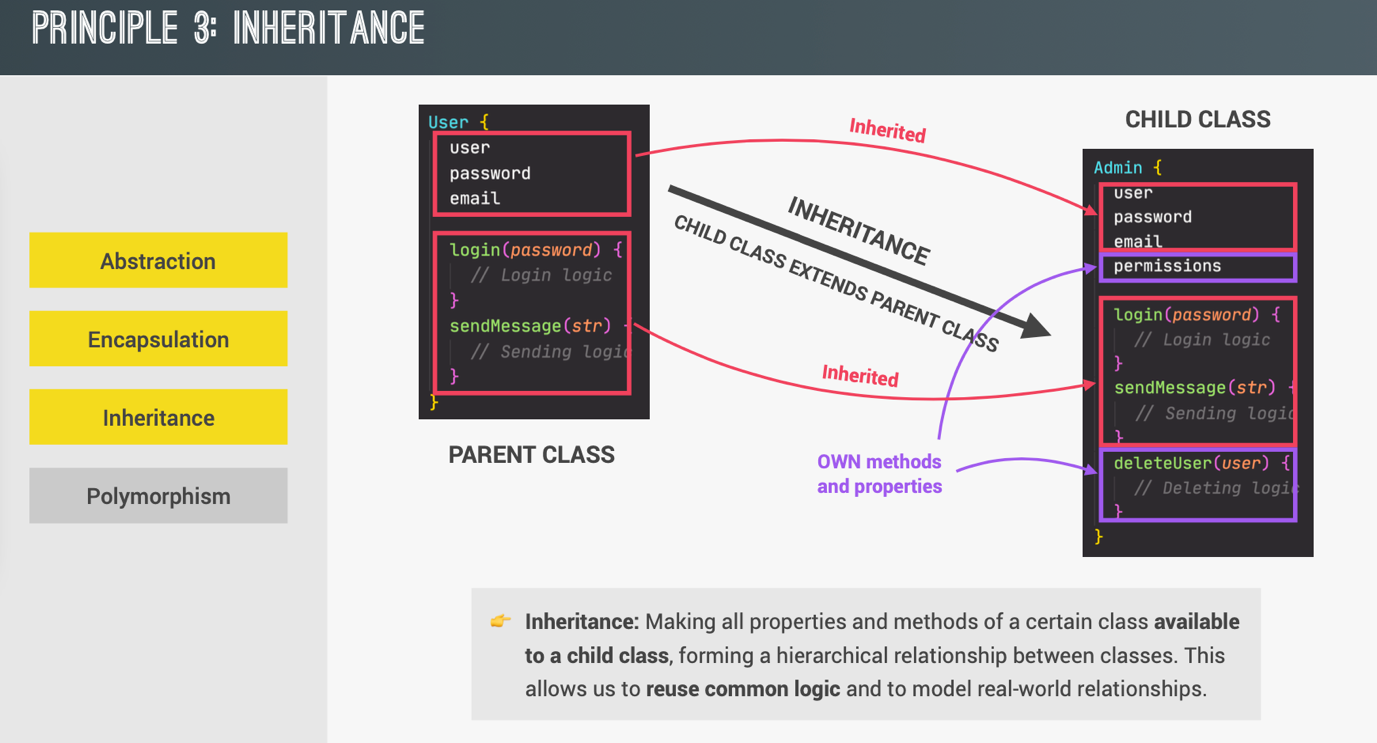 PRINCIPLE 3: INHERITANCE
Abstraction
Encapsulation
Inheritance
Polymorphism
User {
user
password
email
login(password) {
// Login logic
}
sendMessage(str) {
// Sending logic
}
}
PARENT CLASS
Inherited
INHERITANCE
CHILD CLASS EXTENDS PARENT CLASS
Inherited
OWN methods
and properties
CHILD CLASS
Admin {
user
password
email
permissions
login(password) {
// Login logic
}
sendMessage(str) {
// Sending logic
}
deleteUser(user) {
// Deleting logic
}
}
👉 Inheritance: Making all properties and methods of a certain class available
to a child class, forming a hierarchical relationship between classes. This
allows us to reuse common logic and to model real-world relationships.